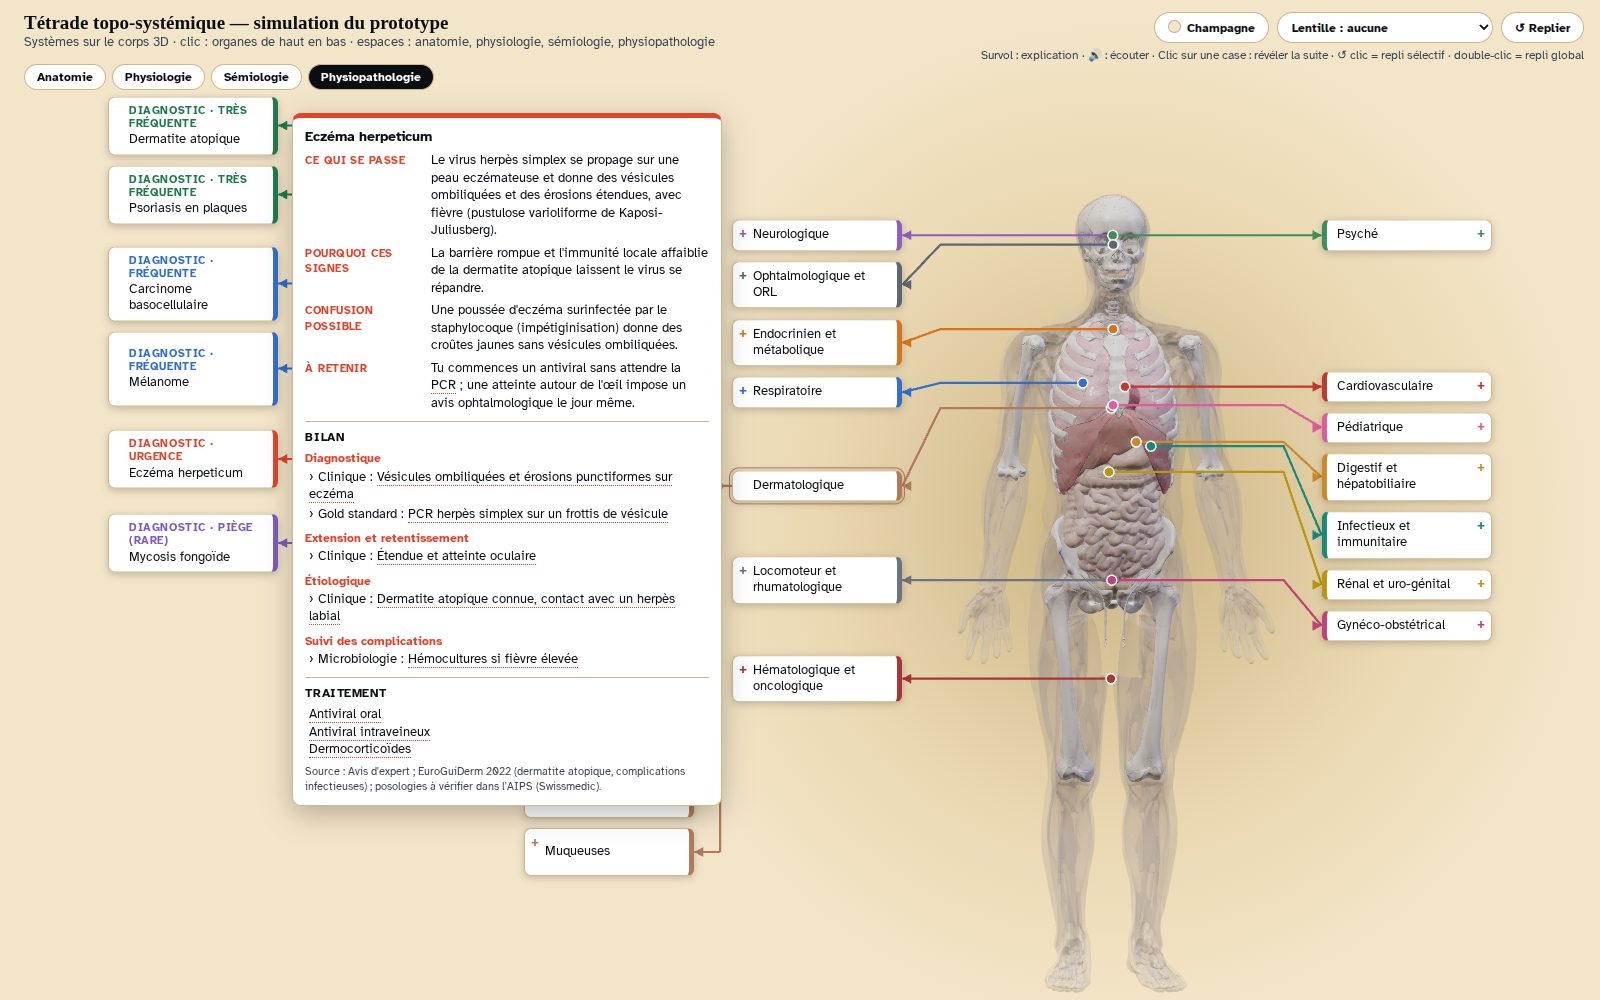 Tétrade topo-systémique — simulation du prototype
Systèmes sur le corps 3D · clic : organes de haut en bas · espaces : anatomie, physiologie, sémiologie, physiopathologie
Champagne
Lentille : aucune
↺ Replier
Survol : explication · 🔊 : écouter · Clic sur une case : révéler la suite · ↺ clic = repli sélectif · double-clic = repli global
Anatomie
Physiologie
Sémiologie
Physiopathologie
DIAGNOSTIC · TRÈS
FRÉQUENTE
Dermatite atopique
DIAGNOSTIC · TRÈS
FRÉQUENTE
Psoriasis en plaques
DIAGNOSTIC ·
FRÉQUENTE
Carcinome
basocellulaire
DIAGNOSTIC ·
FRÉQUENTE
Mélanome
DIAGNOSTIC ·
URGENCE
Eczéma herpeticum
DIAGNOSTIC · PIÈGE
(RARE)
Mycosis fongoïde
Eczéma herpeticum
CE QUI SE PASSE
Le virus herpès simplex se propage sur une
peau eczémateuse et donne des vésicules
ombiliquées et des érosions étendues, avec
fièvre (pustulose varioliforme de Kaposi-
Juliusberg).
POURQUOI CES
SIGNES
La barrière rompue et l'immunité locale affaiblie
de la dermatite atopique laissent le virus se
répandre.
CONFUSION
POSSIBLE
Une poussée d'eczéma surinfectée par le
staphylocoque (impétiginisation) donne des
croûtes jaunes sans vésicules ombiliquées.
À RETENIR
Tu commences un antiviral sans attendre la
PCR ; une atteinte autour de l'œil impose un
avis ophtalmologique le jour même.
BILAN
Diagnostique
› Clinique : Vésicules ombiliquées et érosions punctiformes sur
eczéma
› Gold standard : PCR herpès simplex sur un frottis de vésicule
Extension et retentissement
› Clinique : Étendue et atteinte oculaire
Étiologique
› Clinique : Dermatite atopique connue, contact avec un herpès
labial
Suivi des complications
› Microbiologie : Hémocultures si fièvre élevée
TRAITEMENT
Antiviral oral
Antiviral intraveineux
Dermocorticoïdes
Source : Avis d'expert ; EuroGuiDerm 2022 (dermatite atopique, complications
infectieuses) ; posologies à vérifier dans l'AIPS (Swissmedic).
+ Muqueuses
+ Neurologique
+ Ophtalmologique et
ORL
+ Endocrinien et
métabolique
+ Respiratoire
Dermatologique
+ Locomoteur et
rhumatologique
+ Hématologique et
oncologique
Psyché +
Cardiovasculaire +
Pédiatrique +
Digestif et +
hépatobiliaire
Infectieux et +
immunitaire
Rénal et uro-génital +
Gynéco-obstétrical +